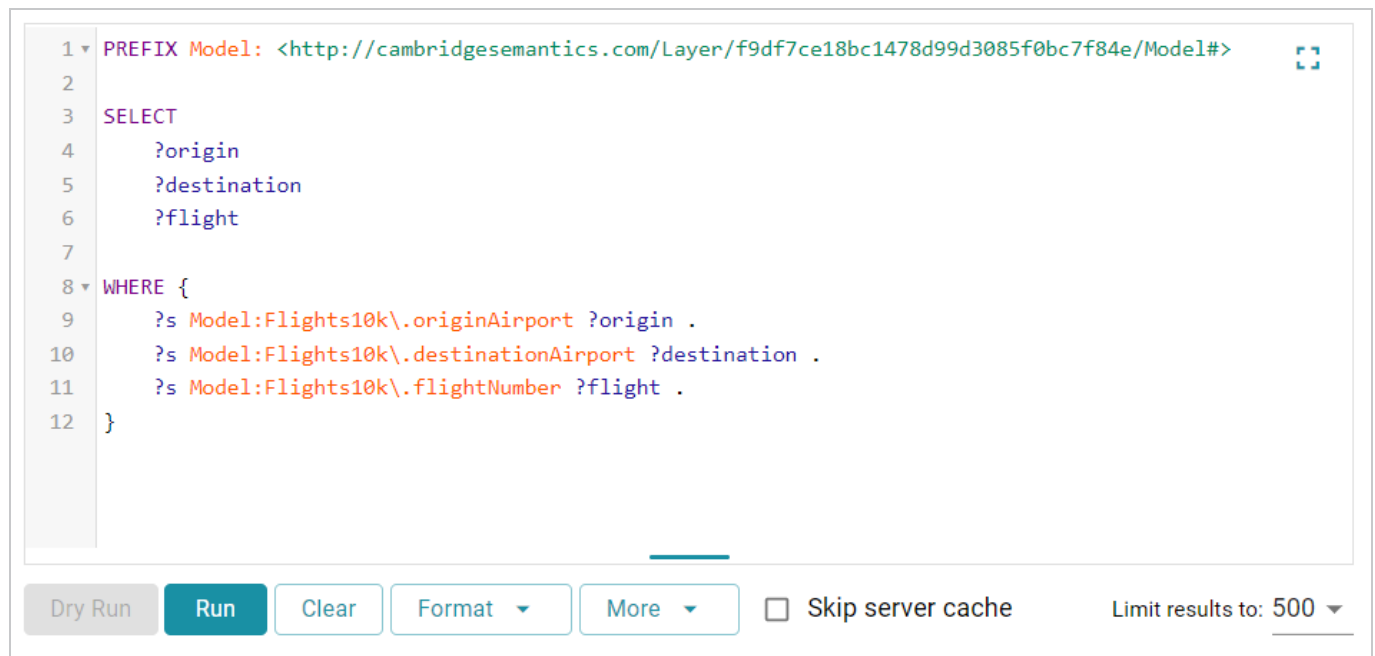 1 PREFIX Model: <http://cambridgesemantics.com/Layer/f9df7ce18bc1478d99d3085f0bc7f84e/Model#>
2
3 SELECT
4 ?origin
5 ?destination
6 ?flight
7
8 WHERE {
9 ?s Model:Flights10k\.originAirport ?origin .
10 ?s Model:Flights10k\.destinationAirport ?destination .
11 ?s Model:Flights10k\.flightNumber ?flight .
12 }
Dry Run Run Clear Format More Skip server cache Limit results to: 500